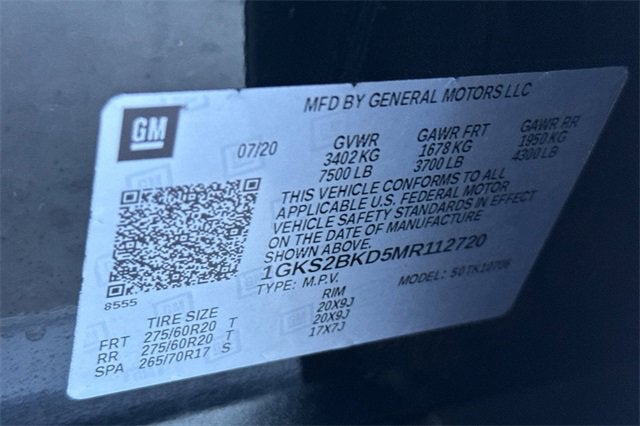 MFD BY GENERAL MOTORS LLC
GM
07/20 GVWR GAWR FRT GAWR RR
3402 KG 1678 KG 1950 KG
7500 LB 3700 LB 4300 LB
THIS VEHICLE CONFORMS TO ALL
APPLICABLE U.S. FEDERAL MOTOR
VEHICLE SAFETY STANDARDS IN EFFECT
ON THE DATE OF MANUFACTURE
SHOWN ABOVE.
1GKS2BKD5MR112720
TYPE: M.P.V. MODEL:
8555
TIRE SIZE RIM
FRT 275/60R20 T 20X9J
RR 275/60R20 T 20X9J
SPA 265/70R17 S 17X7J